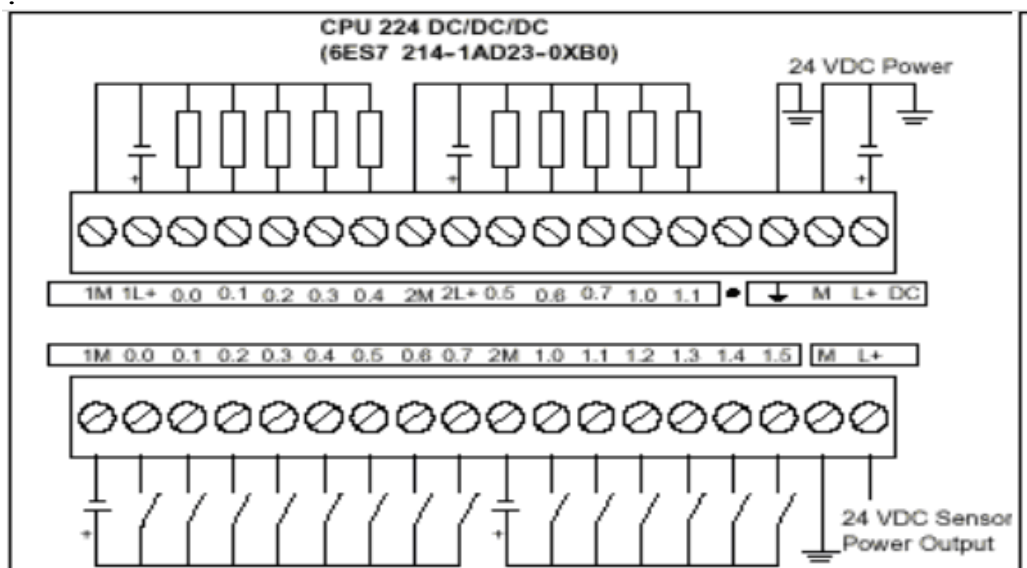 CPU 224 DC/DC/DC
(6ES7 214-1AD23-0XB0)
24 VDC Power
+ + +
1M 1L+ 0.0 0.1 0.2 0.3 0.4 2M 2L+ 0.5 0.6 0.7 1.0 1.1 M L+ DC
1M 0.0 0.1 0.2 0.3 0.4 0.5 0.6 0.7 2M 1.0 1.1 1.2 1.3 1.4 1.5 M L+
+ +
24 VDC Sensor
Power Output